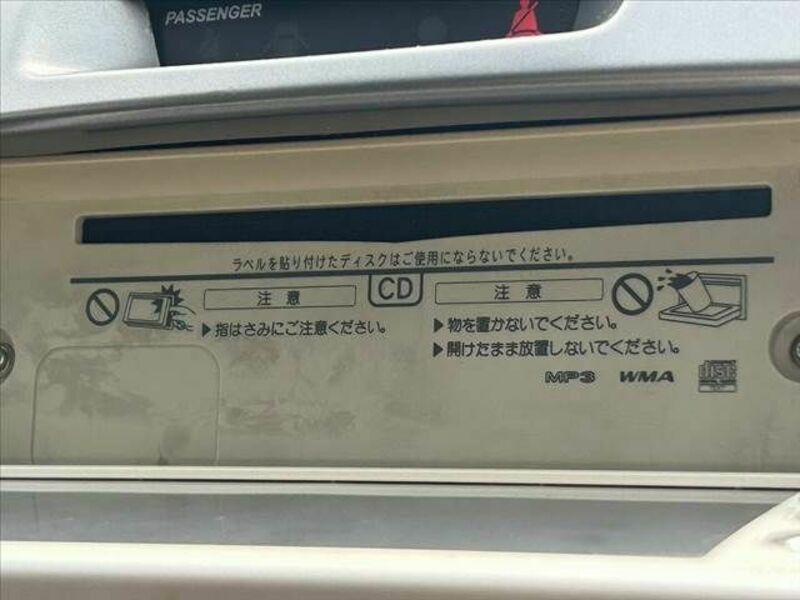 PASSENGER
ラベルを貼り付けたディスクはご使用にならないでください。
注意
CD
注意
▶指はさみにご注意ください。
▶物を置かないでください。
▶開けたまま放置しないでください。
MP3 WMA DISC